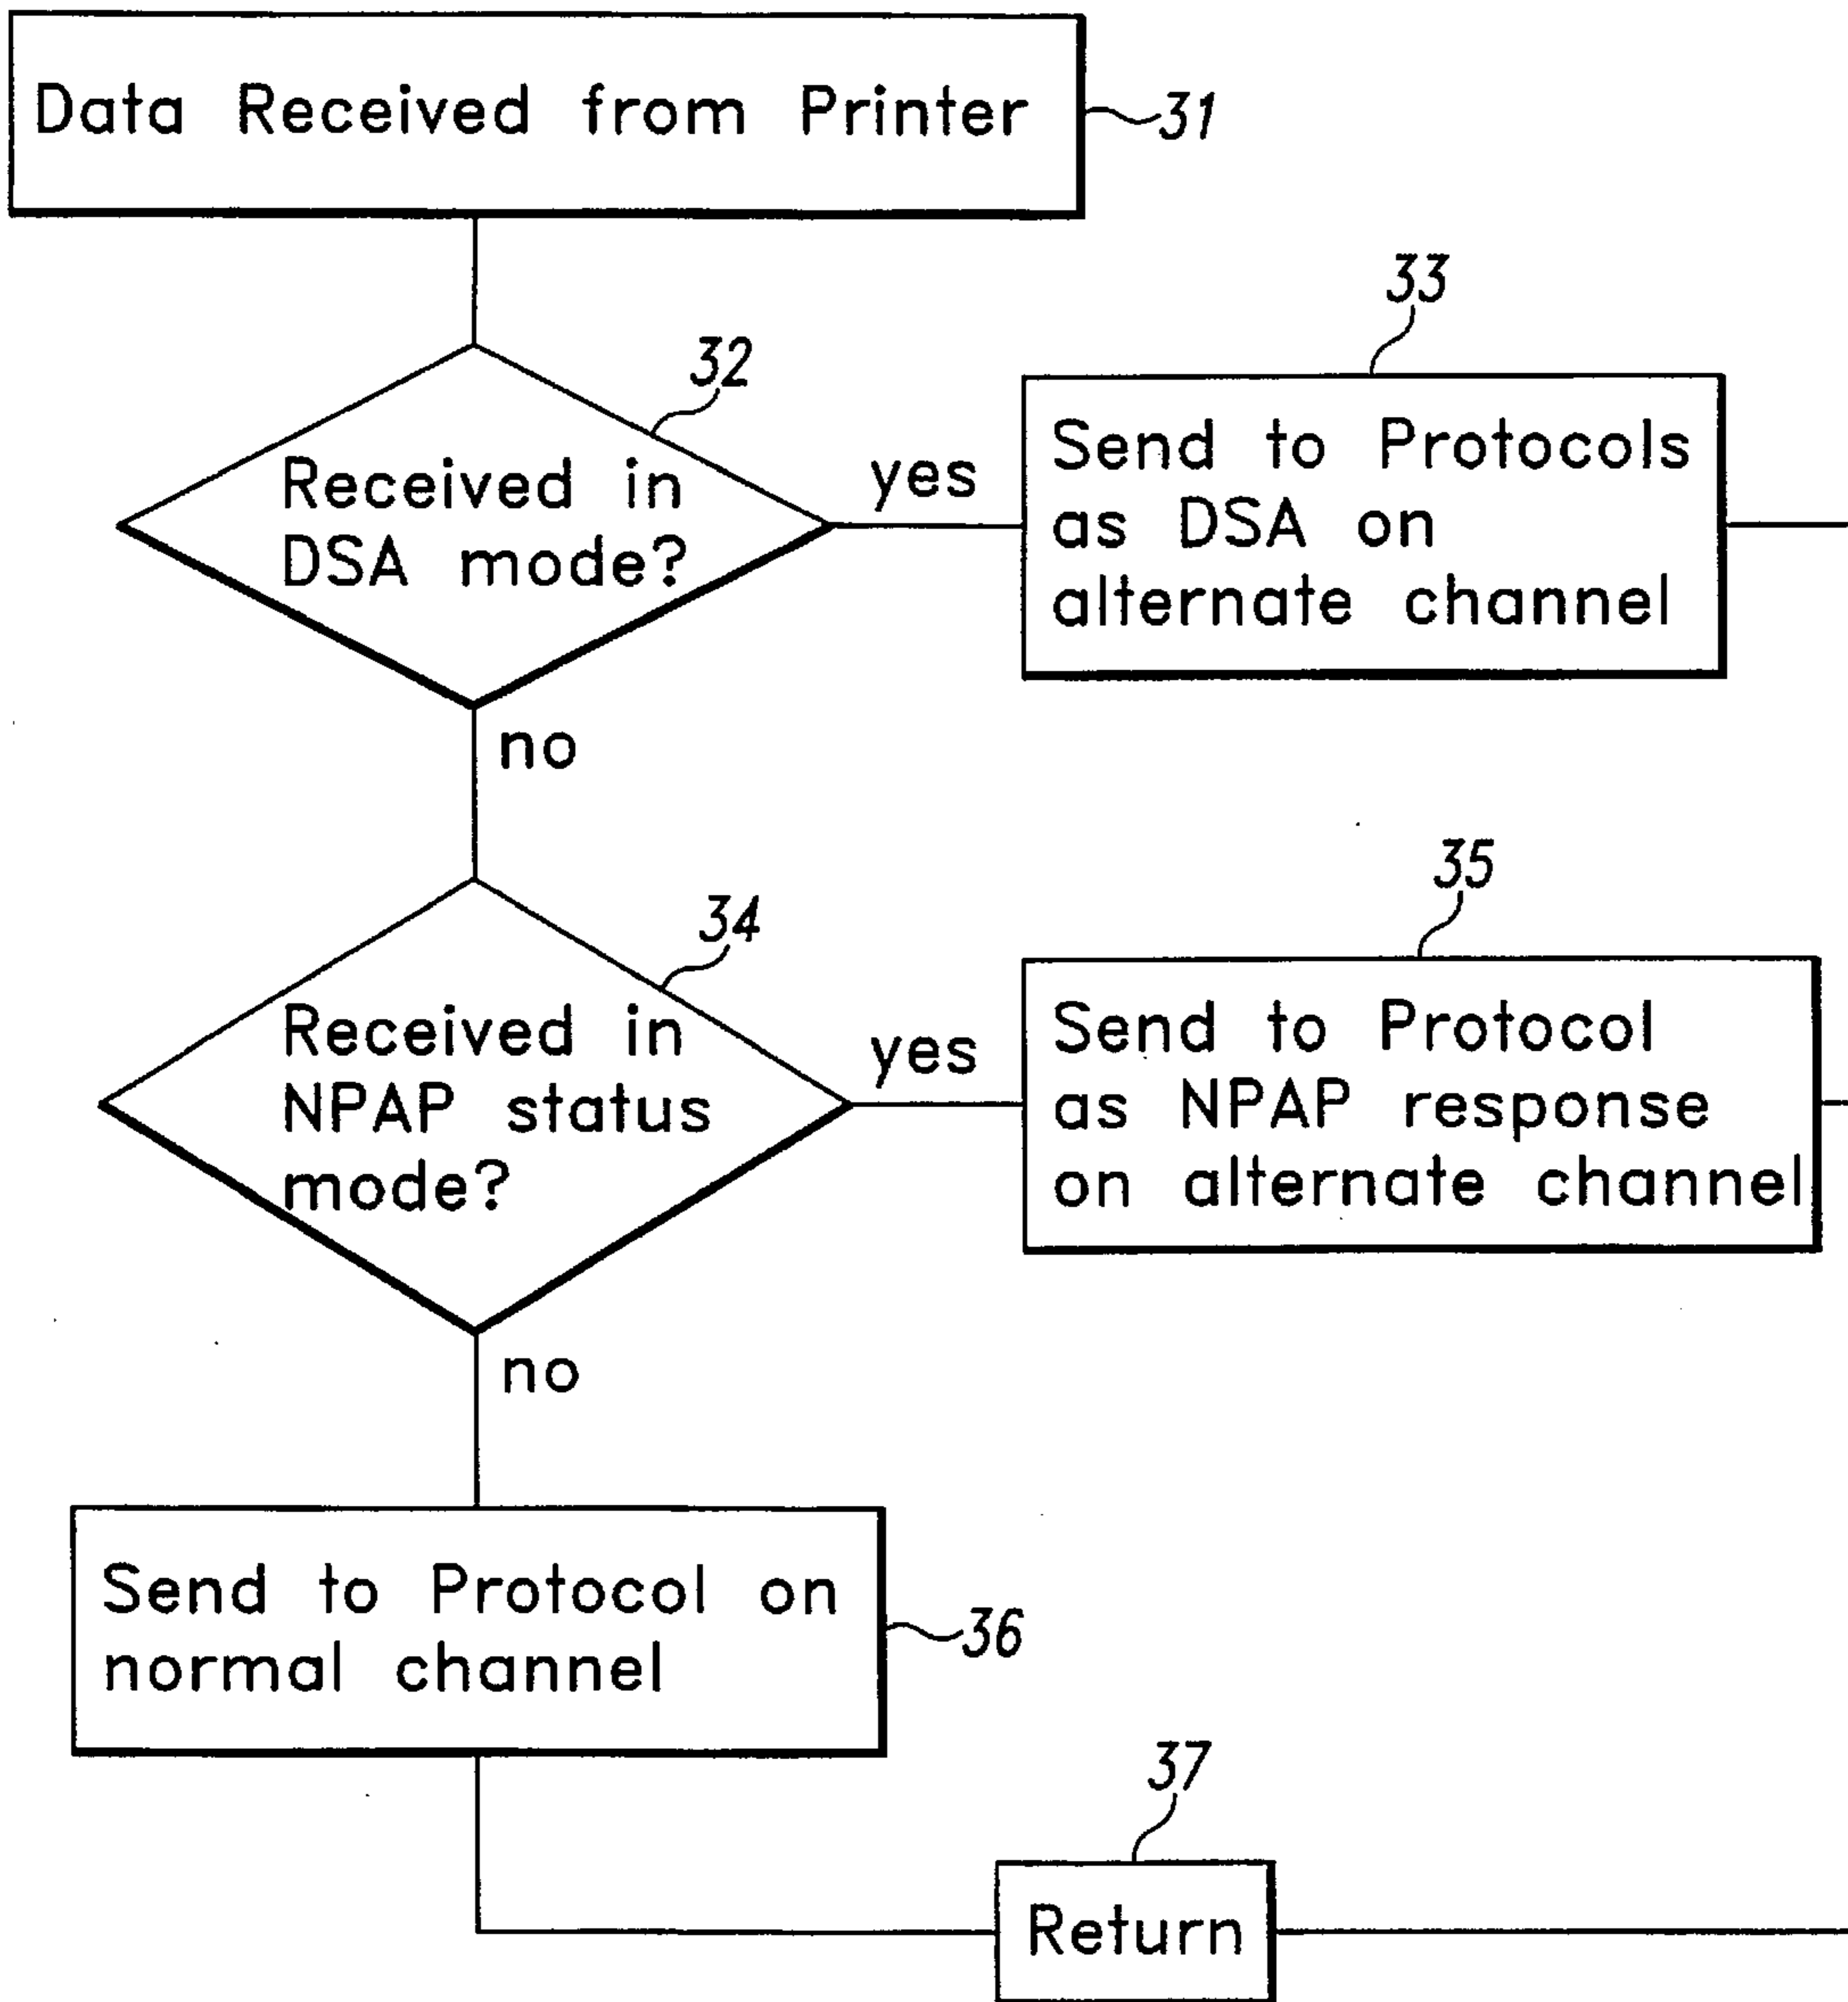 Data Received from Printer
31
32
Received in
DSA mode?
yes
33
Send to Protocols
as DSA on
alternate channel
no
34
Received in
NPAP status
mode?
yes
35
Send to Protocol
as NPAP response
on alternate channel
no
Send to Protocol on
normal channel
36
37
Return